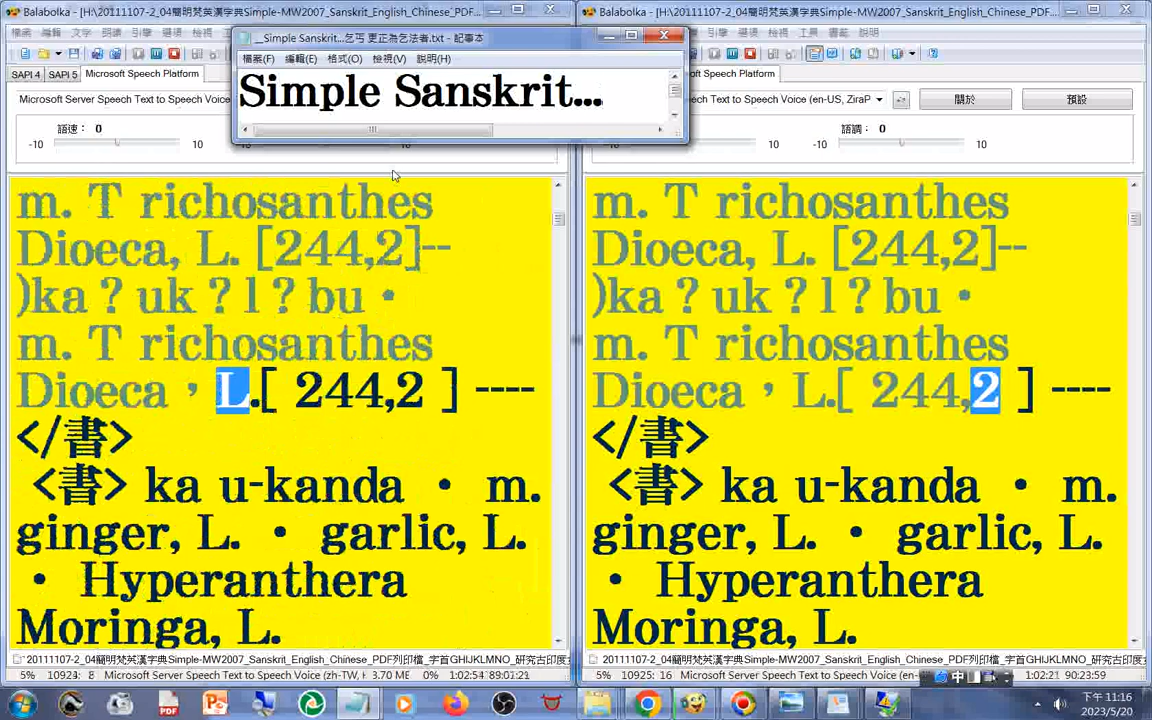 Balabolka - [H:\20111107-2_04簡明梵英漢字典Simple-MW2007_Sanskrit_English_Chinese_PDF...
Balabolka - [H:\20111107-2_04簡明梵英漢字典Simple-MW2007_Sanskrit_English_Chinese_PDF...
__Simple Sanskrit...乞丐 更正為乞法者.txt - 記事本
檔案(F) 編輯(E) 格式(O) 檢視(V) 說明(H)
Simple Sanskrit...
SAPI 4 SAPI 5 Microsoft Speech Platform
Microsoft Server Speech Text to Speech Voice
語速： 0
-10 10
Text to Speech Voice (en-US, ZiraP
關於 預設
語調： 0
-10 10
m. T richosanthes
Dioeca, L. [244,2]--
)ka ? uk ? l ? bu •
m. T richosanthes
Dioeca , L.[ 244,2 ] ----
</書>
<書> ka u-kanda • m.
ginger, L. • garlic, L.
• Hyperanthera
Moringa, L.
m. T richosanthes
Dioeca, L. [244,2]--
)ka ? uk ? l ? bu •
m. T richosanthes
Dioeca , L.[ 244,2 ] ----
</書>
<書> ka u-kanda • m.
ginger, L. • garlic, L.
• Hyperanthera
Moringa, L.
20111107-2_04簡明梵英漢字典Simple-MW2007_Sanskrit_English_Chinese_PDF列印檔_字首GHIJKLMNO_研究古印度
20111107-2_04簡明梵英漢字典Simple-MW2007_Sanskrit_English_Chinese_PDF列印檔_字首GHIJKLMNO_研究古印度
5% 10924: 8 Microsoft Server Speech Text to Speech Voice (zh-TW, H 3.70 ME 0% 1:02:54 89:01:21
5% 10925: 16 Microsoft Server Speech Text to Speech 1:02:21 90:23:59
中
下午 11:16
2023/5/20